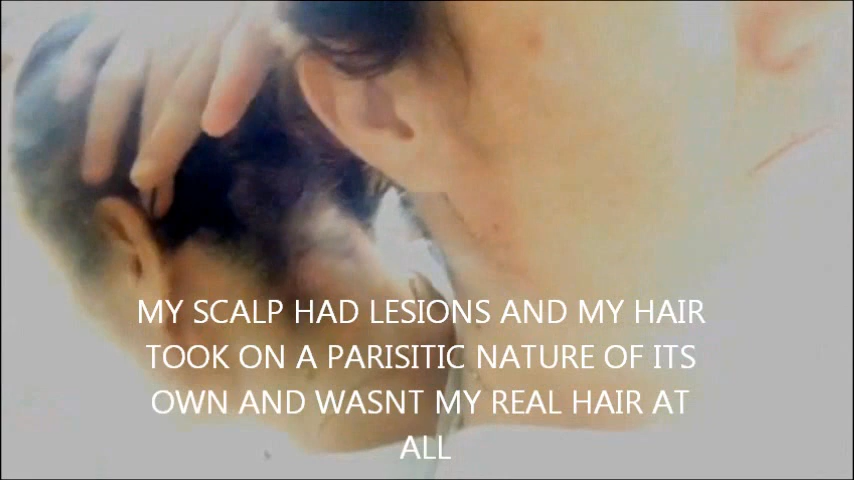 MY SCALP HAD LESIONS AND MY HAIR
TOOK ON A PARISITIC NATURE OF ITS
OWN AND WASNT MY REAL HAIR AT
ALL